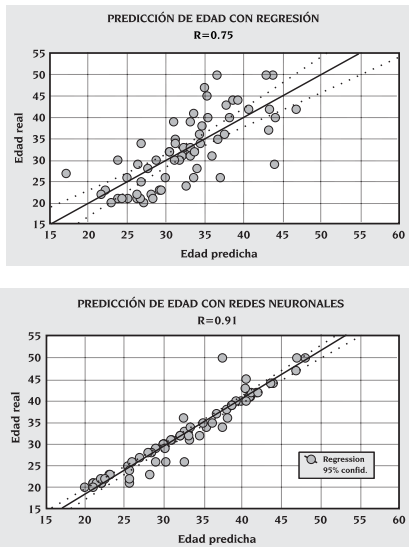 PREDICCIÓN DE EDAD CON REGRESIÓN
R=0.75
55
50
45
40
35
30
25
20
15
Edad real
15 20 25 30 35 40 45 50 55 60
Edad predicha
PREDICCIÓN DE EDAD CON REDES NEURONALES
R=0.91
55
50
45
40
35
30
25
20
15
Edad real
Regression
95% confid.
15 20 25 30 35 40 45 50 55 60
Edad predicha